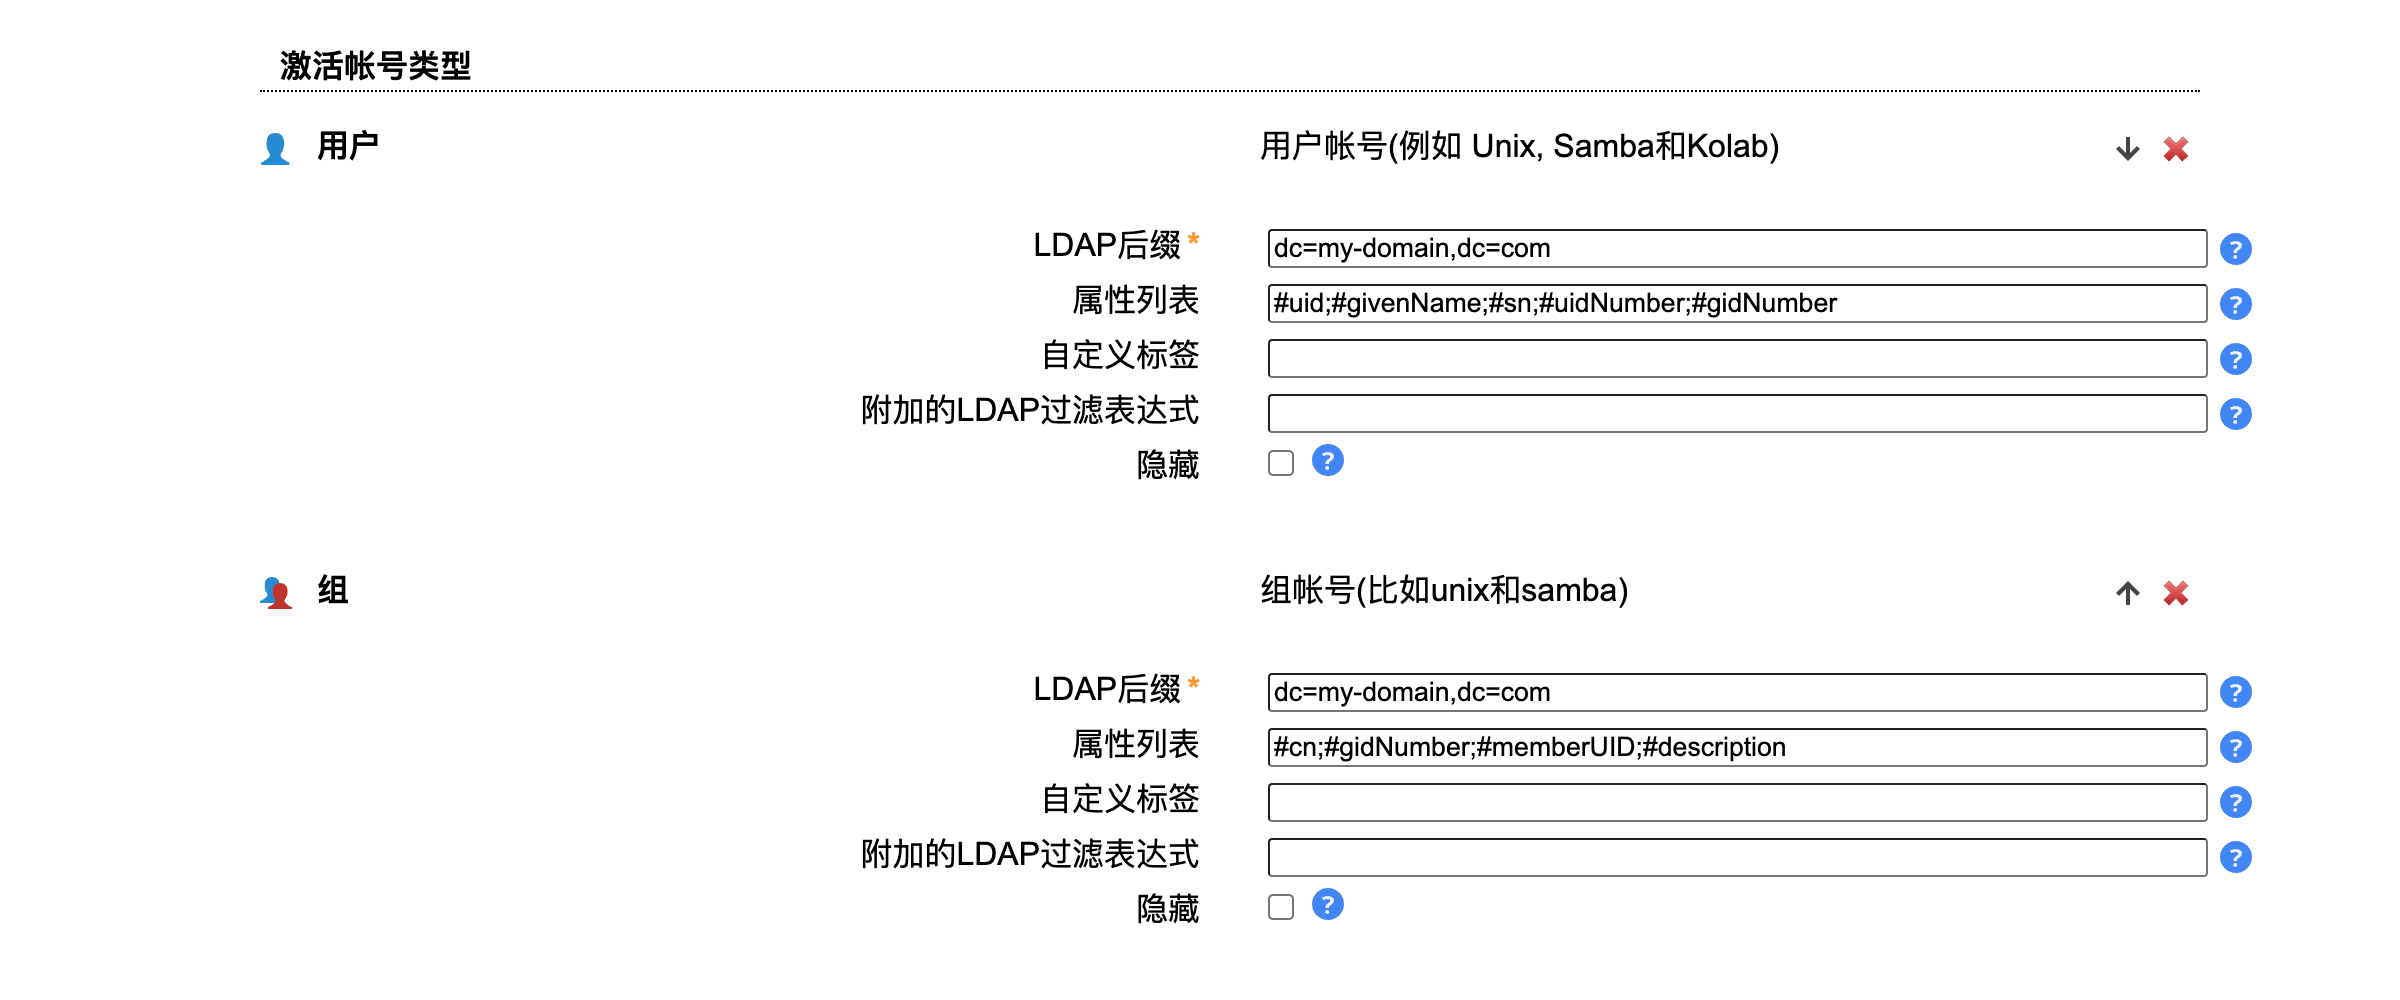 激活帐号类型
用户 用户帐号(例如 Unix, Samba和Kolab)
LDAP后缀* dc=my-domain,dc=com ?
属性列表 #uid;#givenName;#sn;#uidNumber;#gidNumber ?
自定义标签 ?
附加的LDAP过滤表达式 ?
隐藏 ?
组 组帐号(比如unix和samba)
LDAP后缀* dc=my-domain,dc=com ?
属性列表 #cn;#gidNumber;#memberUID;#description ?
自定义标签 ?
附加的LDAP过滤表达式 ?
隐藏 ?